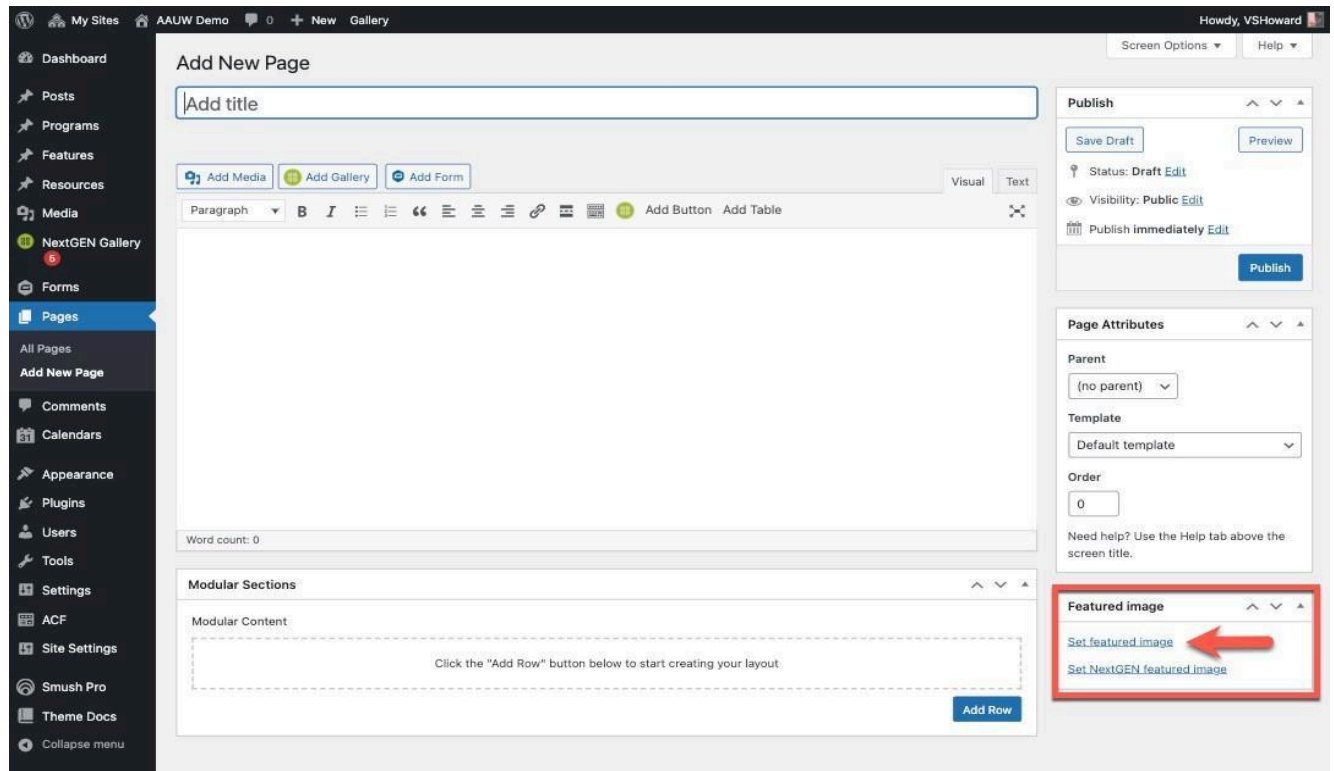 My Sites AAUW Demo 0 + New Gallery Howdy, VSHoward
Screen Options Help
Dashboard
Posts
Programs
Features
Resources
Media
NextGEN Gallery
5
Forms
Pages
All Pages
Add New Page
Comments
Calendars
Appearance
Plugins
Users
Tools
Settings
ACF
Site Settings
Smush Pro
Theme Docs
Collapse menu
Add New Page
Add title
Add Media Add Gallery Add Form
Visual Text
Paragraph B I Add Button Add Table
Word count: 0
Modular Sections
Modular Content
Click the "Add Row" button below to start creating your layout
Add Row
Publish
Save Draft Preview
Status: Draft Edit
Visibility: Public Edit
Publish immediately Edit
Publish
Page Attributes
Parent
(no parent)
Template
Default template
Order
0
Need help? Use the Help tab above the
screen title.
Featured image
Set featured image
Set NextGEN featured image